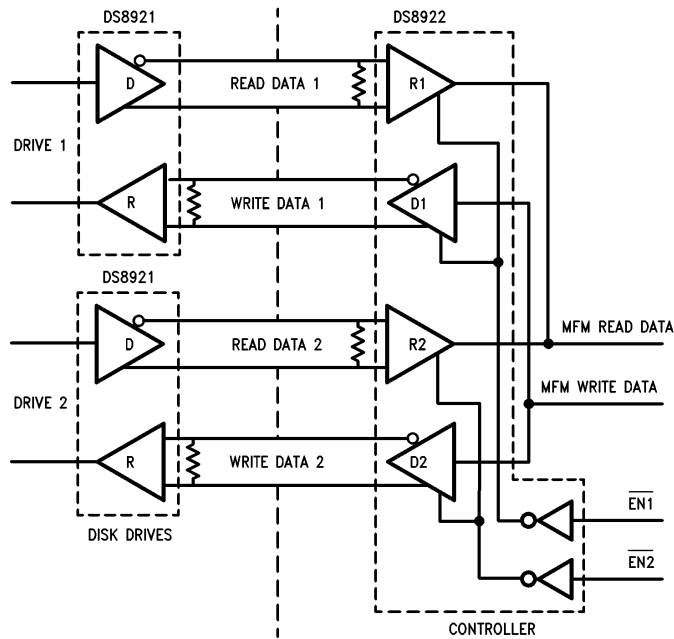 DS8921
DS8922
D
READ DATA 1
R1
DRIVE 1
R
WRITE DATA 1
D1
DS8921
D
READ DATA 2
R2
MFM READ DATA
MFM WRITE DATA
DRIVE 2
R
WRITE DATA 2
D2
EN1
DISK DRIVES
EN2
CONTROLLER